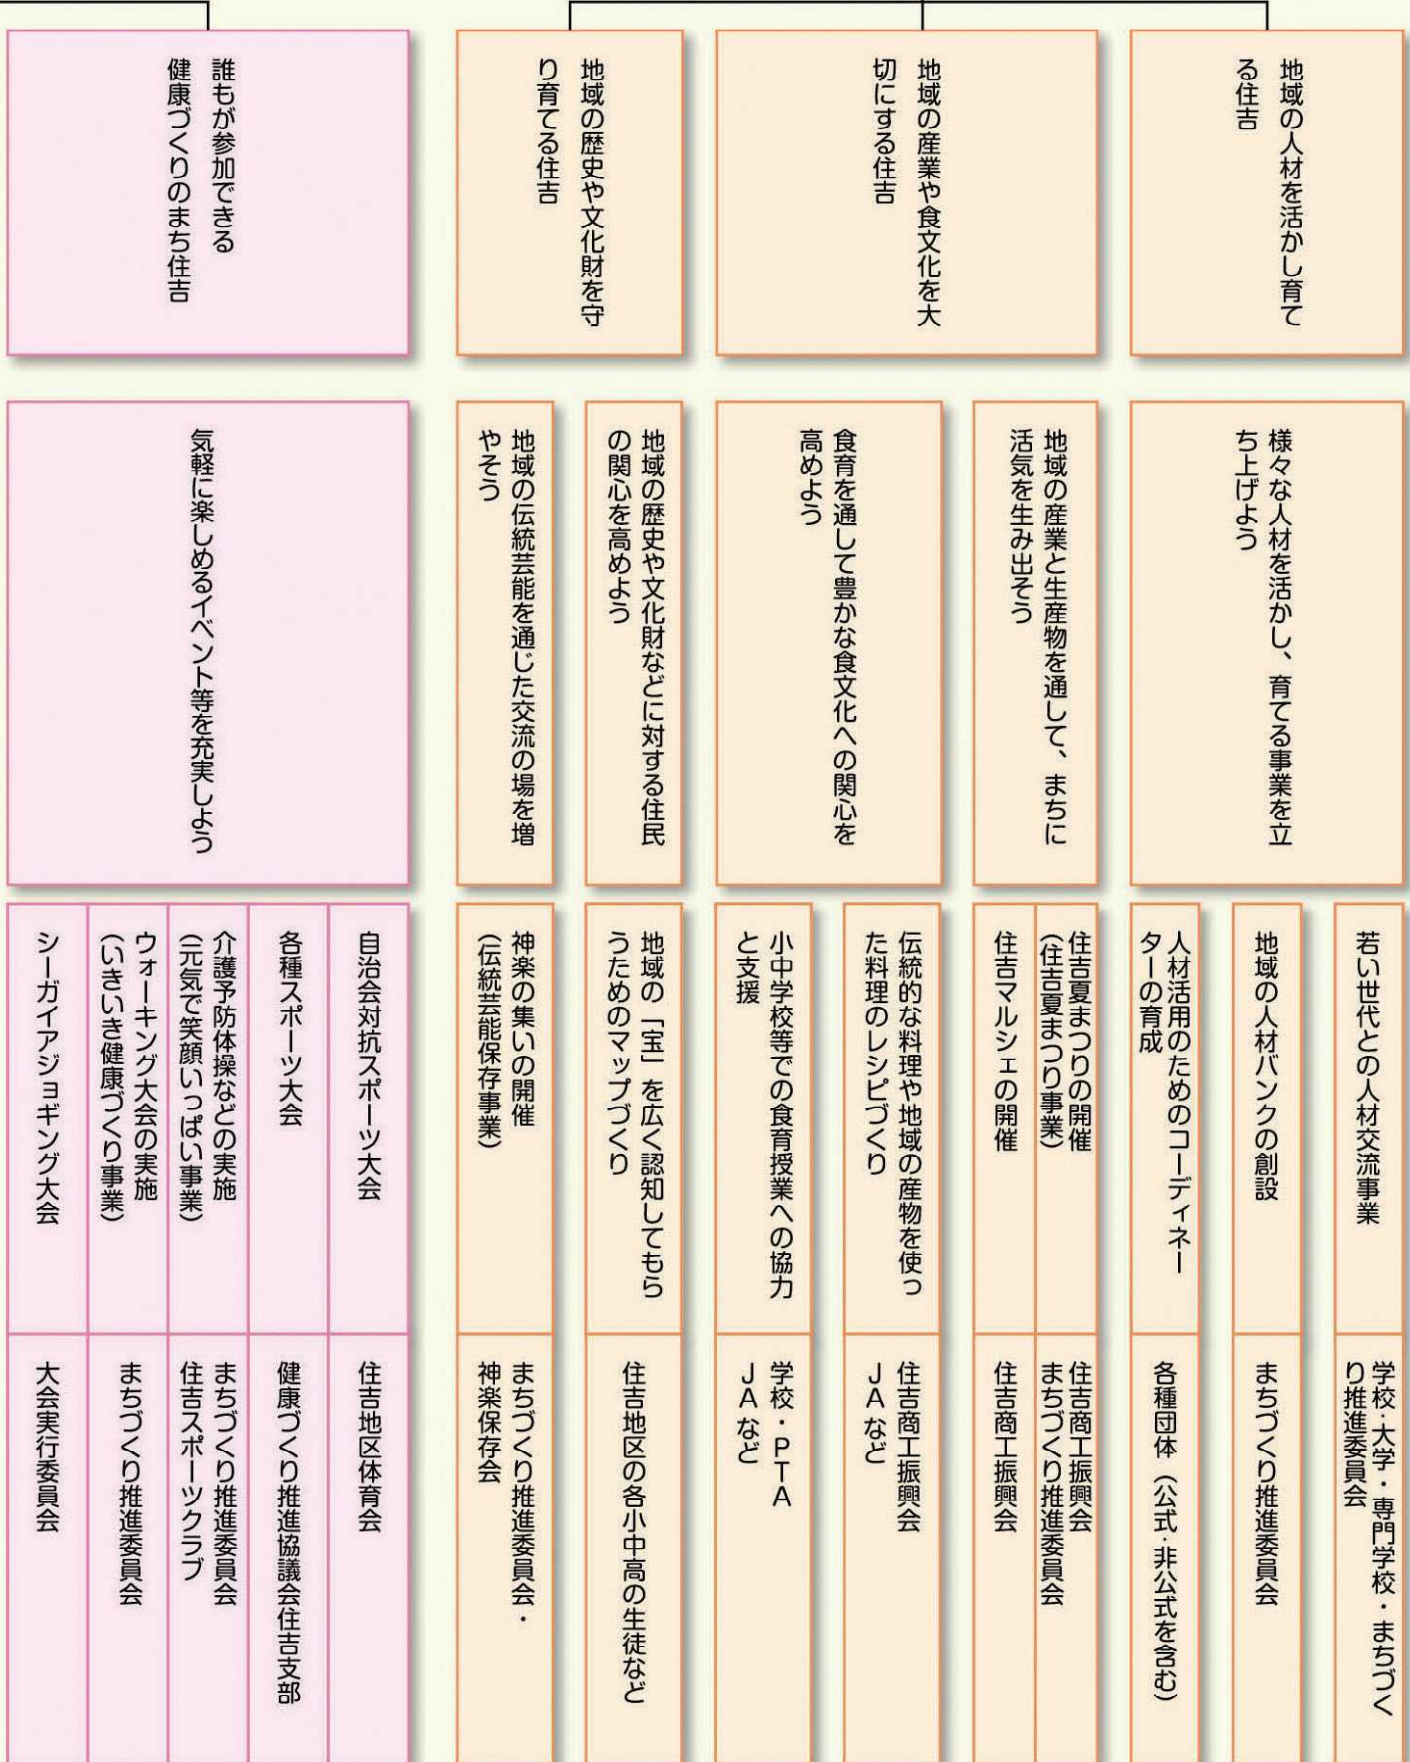 地域の人材を活かし育て
る住吉
様々な人材を活かし、育てる事業を立
ち上げよう
若い世代との人材交流事業
学校・大学・専門学校・まちづく
り推進委員会
地域の人材バンクの創設
まちづくり推進委員会
人材活用のためのコーディネー
ターの育成
各種団体（公式・非公式を含む）
地域の産業や食文化を大
切にする住吉
地域の産業と生産物を通して、まちに
活気を生み出そう
住吉夏まつりの開催
（住吉夏まつり事業）
住吉商工振興会
まちづくり推進委員会
住吉マルシェの開催
住吉商工振興会
食育を通して豊かな食文化への関心を
高めよう
伝統的な料理や地域の産物を使っ
た料理のレシピづくり
住吉商工振興会
ＪＡなど
小中学校等での食育授業への協力
と支援
学校・ＰＴＡ
ＪＡなど
地域の歴史や文化財を守
り育てる住吉
地域の歴史や文化財などに対する住民
の関心を高めよう
地域の「宝」を広く認知してもら
うためのマップづくり
住吉地区の各小中高の生徒など
地域の伝統芸能を通じた交流の場を増
やそう
神楽の集いの開催
（伝統芸能保存事業）
まちづくり推進委員会・
神楽保存会
誰もが参加できる
健康づくりのまち住吉
気軽に楽しめるイベント等を充実しよう
自治会対抗スポーツ大会
住吉地区体育会
各種スポーツ大会
健康づくり推進協議会住吉支部
介護予防体操などの実施
（元気で笑顔いっぱい事業）
まちづくり推進委員会
住吉スポーツクラブ
ウォーキング大会の実施
（いきいき健康づくり事業）
まちづくり推進委員会
シーガイアジョギング大会
大会実行委員会